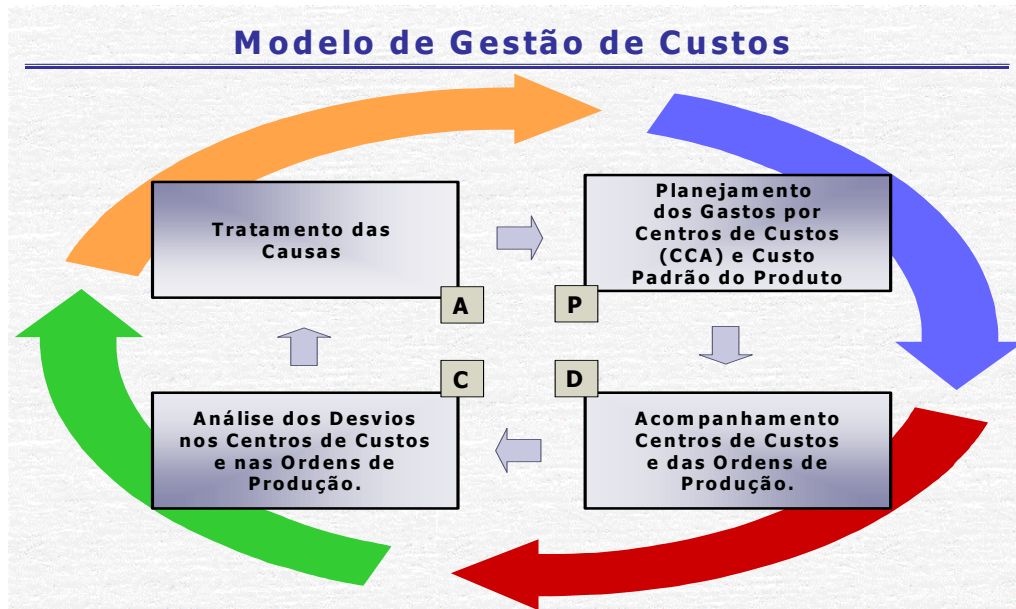 Modelo de Gestão de Custos
Tratamento das
Causas
A
Planejamento
dos Gastos por
Centros de Custos
(CCA) e Custo
Padrão do Produto
P
C
Análise dos Desvios
nos Centros de Custos
e nas Ordens de
Produção.
D
Acompanhamento
Centros de Custos
e das Ordens de
Produção.